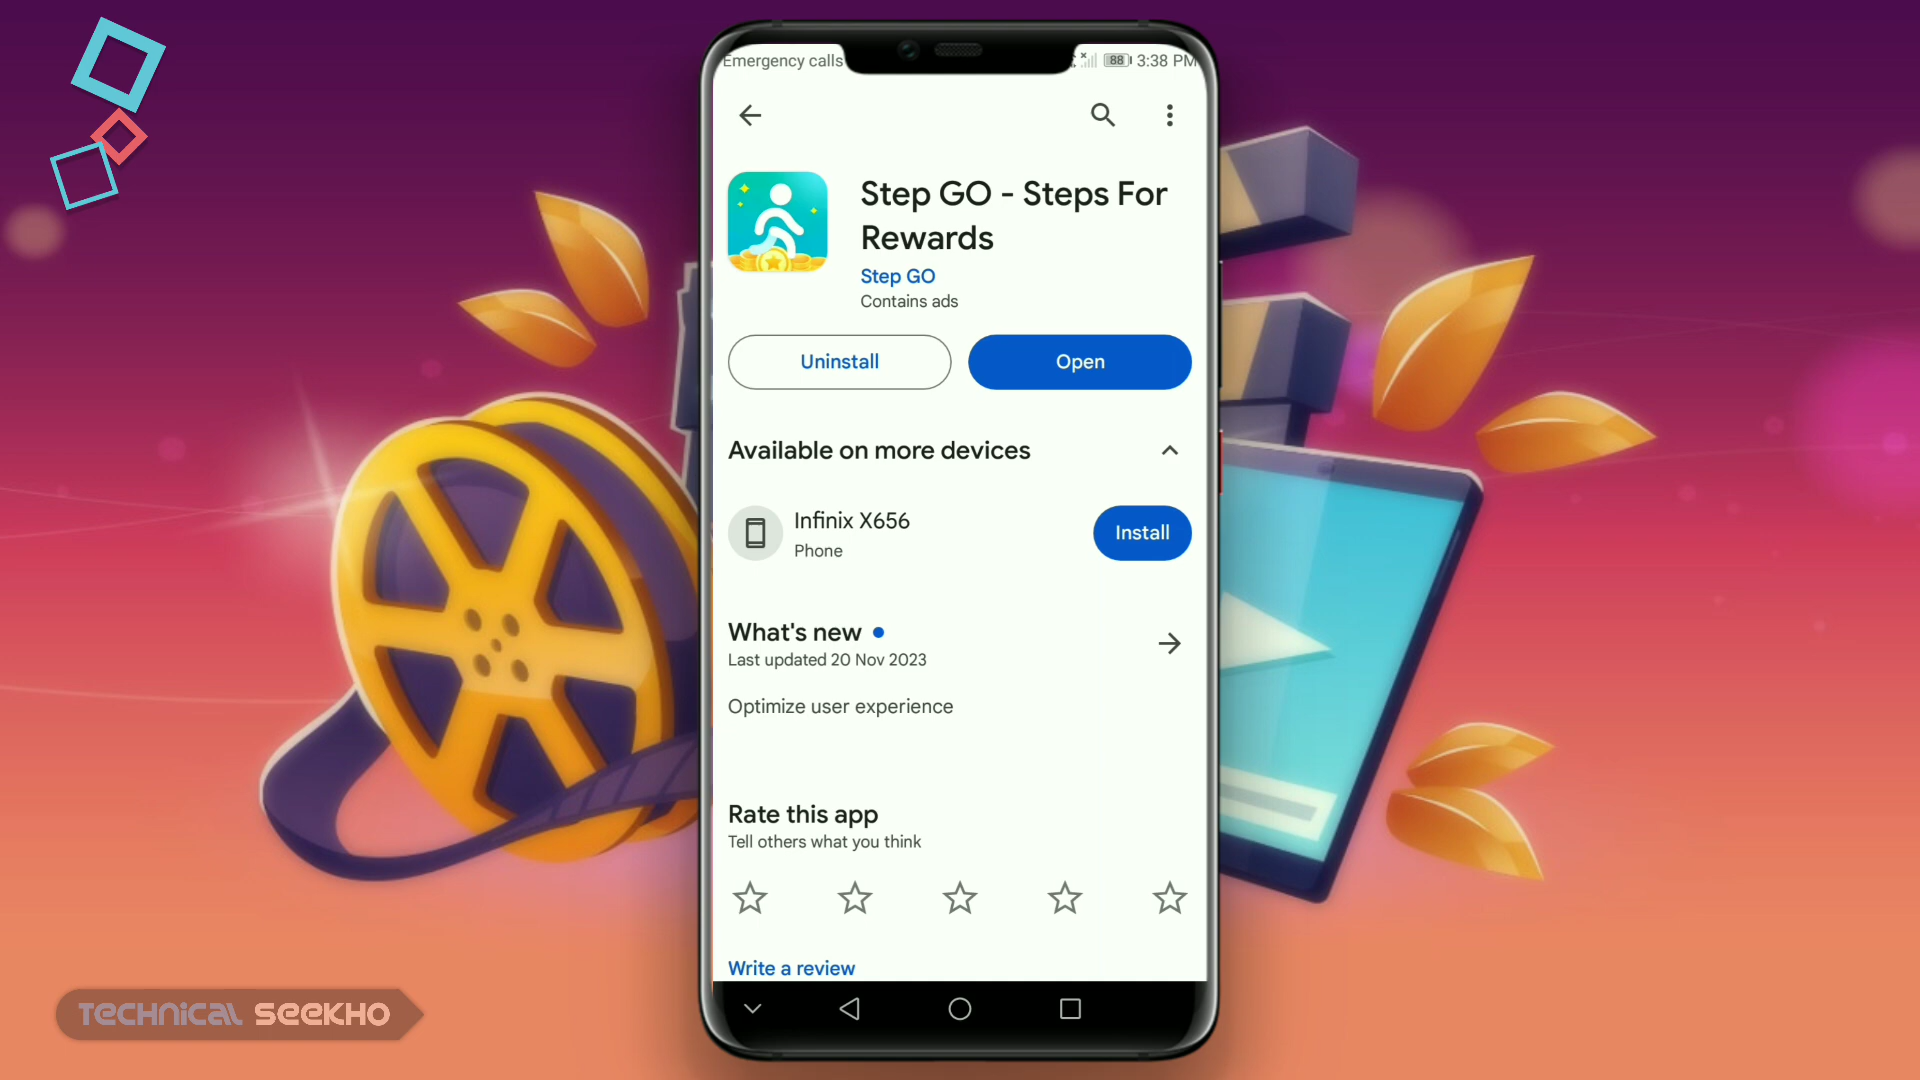 Emergency calls
88 3:38 PM
Step GO - Steps For
Rewards
Step GO
Contains ads
Uninstall
Open
Available on more devices
Infinix X656
Phone
Install
What's new
Last updated 20 Nov 2023
Optimize user experience
Rate this app
Tell others what you think
Write a review
TECHNICAL SEEKHO